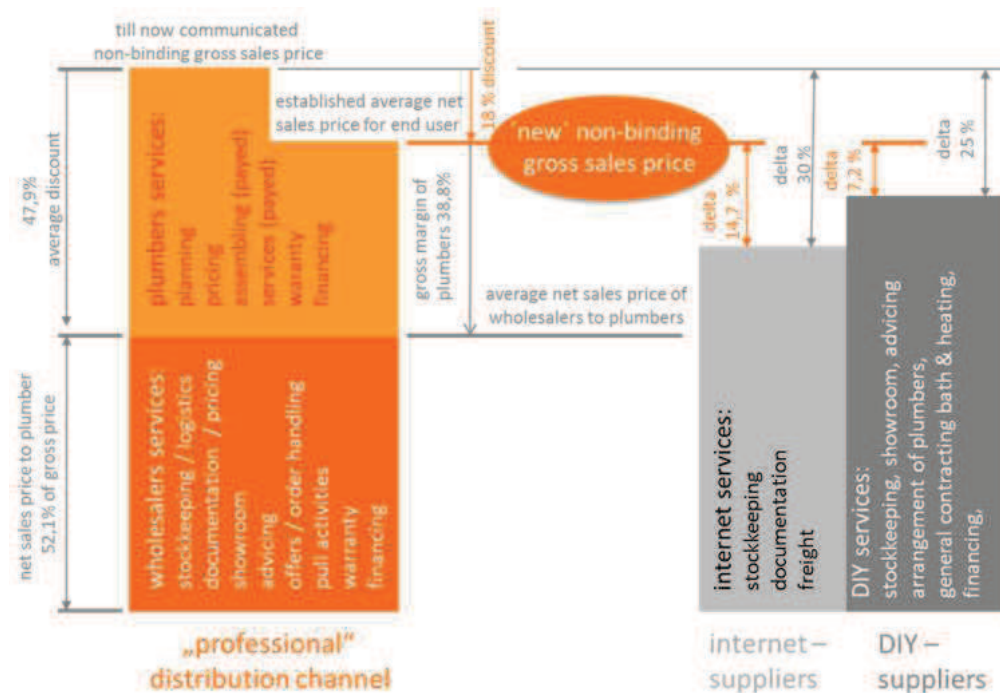 till now communicated
non-binding gross sales price
47,9%
average discount
net sales price to plumber
52,1% of gross price
plumbers services:
planning
pricing
assembling (payed)
services (payed)
warranty
financing
wholesalers services:
stockkeeping / logistics
documentation / pricing
showroom
advicing
offers / order handling
pull activities
warranty
financing
established average net
sales price for end user
18 % discount
gross margin of
plumbers 38,8%
'new' non-binding
gross sales price
average net sales price of
wholesalers to plumbers
delta
14,7 %
delta
30 %
delta
7,2 %
delta
25 %
internet services:
stockkeeping
documentation
freight
DIY services:
stockkeeping, showroom, advicing
arrangement of plumbers,
general contracting bath & heating,
financing,
„professional"
distribution channel
internet –
suppliers
DIY –
suppliers